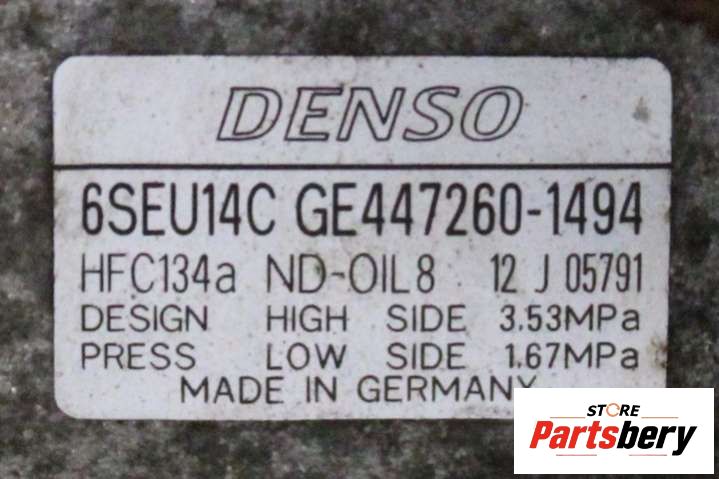 DENSO
6SEU14C GE447260-1494
HFC134a ND-OIL8 12 J 05791
DESIGN HIGH SIDE 3.53MPa
PRESS LOW SIDE 1.67MPa
MADE IN GERMANY
STORE
Partsbery